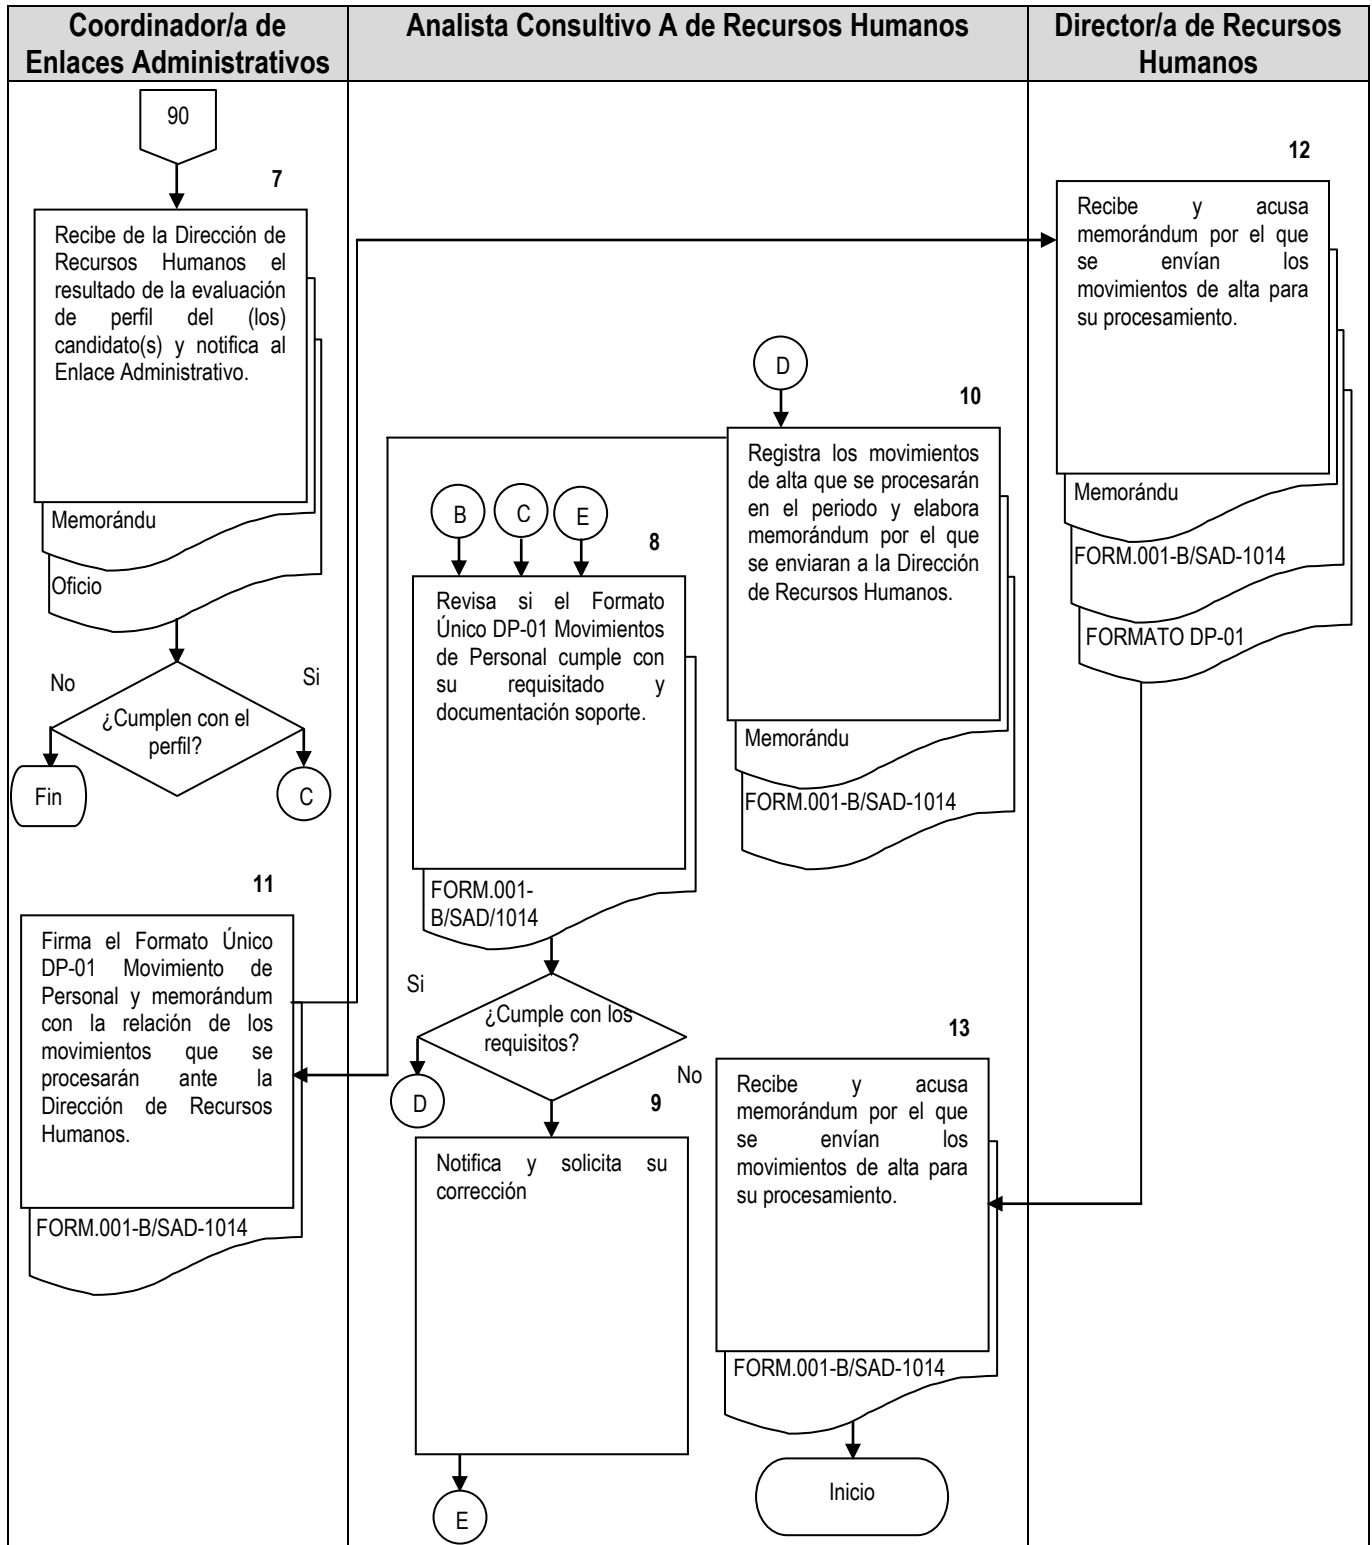 Coordinador/a de
Enlaces Administrativos
Analista Consultivo A de Recursos Humanos
Director/a de Recursos
Humanos
90
7
Recibe de la Dirección de
Recursos Humanos el
resultado de la evaluación
de perfil del (los)
candidato(s) y notifica al
Enlace Administrativo.
Memorándu
Oficio
No
Si
¿Cumplen con el
perfil?
Fin
C
11
Firma el Formato Único
DP-01 Movimiento de
Personal y memorándum
con la relación de los
movimientos que se
procesarán ante la
Dirección de Recursos
Humanos.
FORM.001-B/SAD-1014
B
C
E
8
Revisa si el Formato
Único DP-01 Movimientos
de Personal cumple con
su requisitado y
documentación soporte.
FORM.001-
B/SAD/1014
Si
¿Cumple con los
requisitos?
No
D
9
Notifica y solicita su
corrección
E
D
10
Registra los movimientos
de alta que se procesarán
en el periodo y elabora
memorándum por el que
se enviaran a la Dirección
de Recursos Humanos.
Memorándu
FORM.001-B/SAD-1014
13
Recibe y acusa
memorándum por el que
se envían los
movimientos de alta para
su procesamiento.
FORM.001-B/SAD-1014
Inicio
12
Recibe y acusa
memorándum por el que
se envían los
movimientos de alta para
su procesamiento.
Memorándu
FORM.001-B/SAD-1014
FORMATO DP-01